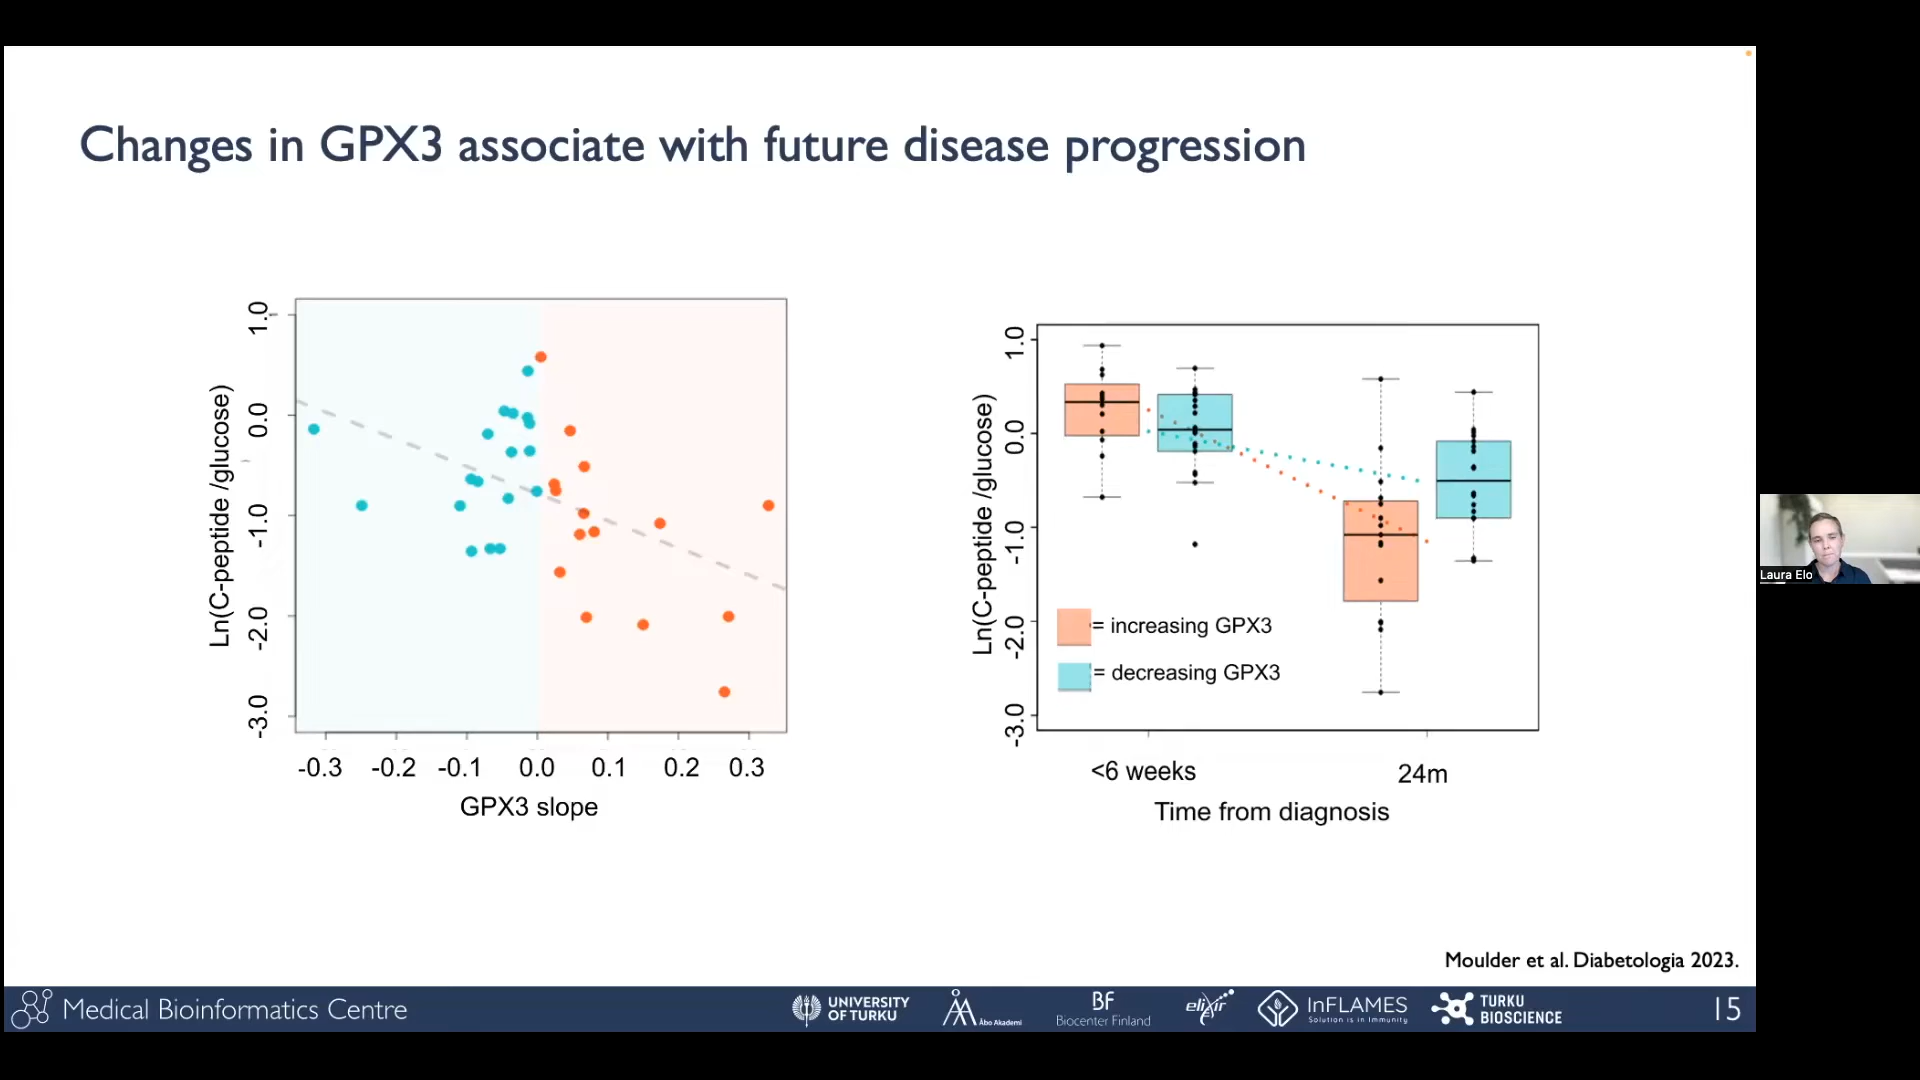 Changes in GPX3 associate with future disease progression
Ln(C-peptide /glucose)
1.0
0.0
-1.0
-2.0
-3.0
-0.3 -0.2 -0.1 0.0 0.1 0.2 0.3
GPX3 slope
Ln(C-peptide /glucose)
1.0
0.0
-1.0
-2.0
-3.0
= increasing GPX3
= decreasing GPX3
<6 weeks 24m
Time from diagnosis
Laura Elo
Moulder et al. Diabetologia 2023.
Medical Bioinformatics Centre
UNIVERSITY
OF TURKU
Åbo Akademi
BF
Biocenter Finland
elixir
InFLAMES
Solution is in Immunity
TURKU
BIOSCIENCE
15